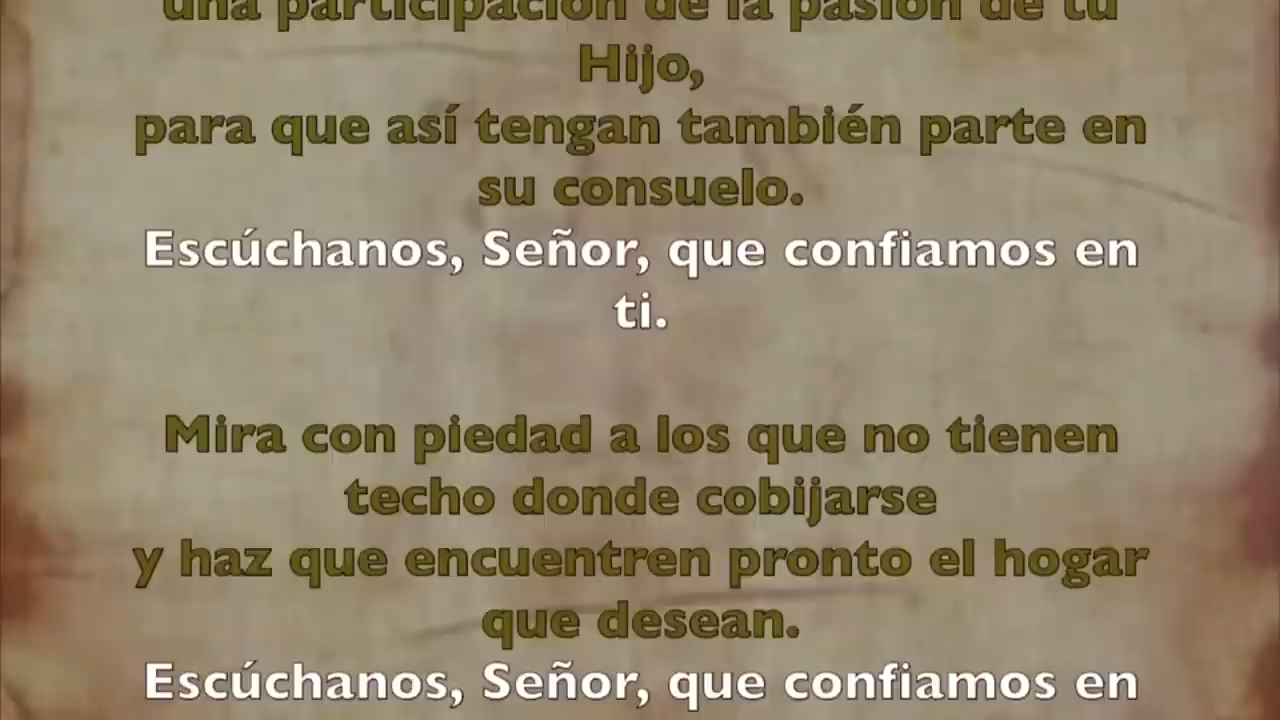 una participación de la pasión de tu
Hijo,
para que así tengan también parte en
su consuelo.
Escúchanos, Señor, que confiamos en
ti.
Mira con piedad a los que no tienen
techo donde cobijarse
y haz que encuentren pronto el hogar
que desean.
Escúchanos, Señor, que confiamos en